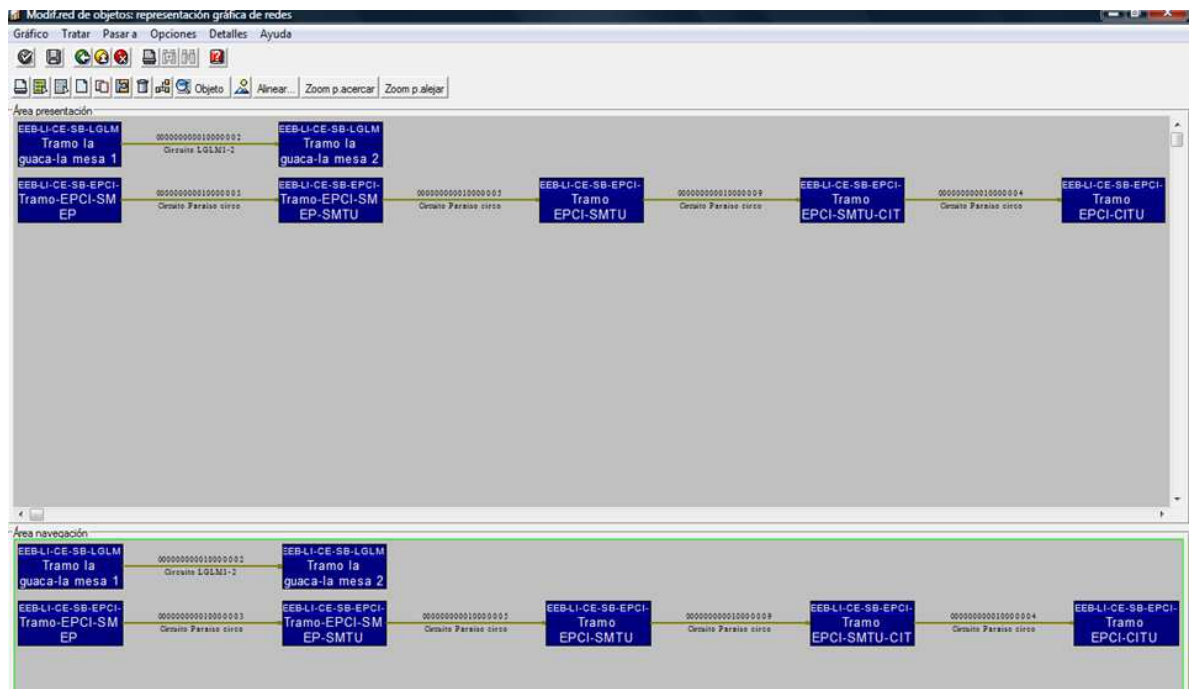 Modif.red de objetos: representación gráfica de redes
Gráfico Tratar Pasar a Opciones Detalles Ayuda
Objeto Alinear... Zoom p.acercar Zoom p.alejar
Área presentación
EEB-LI-CE-SB-LGLM
Tramo la
guaca-la mesa 1
000000000010000002
Circuito LGLM1-2
EEB-LI-CE-SB-LGLM
Tramo la
guaca-la mesa 2
EEB-LI-CE-SB-EPCI-
Tramo-EPCI-SM
EP
000000000010000003
Circuito Paraiso circo
EEB-LI-CE-SB-EPCI-
Tramo-EPCI-SM
EP-SMTU
000000000010000005
Circuito Paraiso circo
EEB-LI-CE-SB-EPCI-
Tramo
EPCI-SMTU
000000000010000009
Circuito Paraiso circo
EEB-LI-CE-SB-EPCI-
Tramo
EPCI-SMTU-CIT
000000000010000004
Circuito Paraiso circo
EEB-LI-CE-SB-EPCI-
Tramo
EPCI-CITU
Área navegación
EEB-LI-CE-SB-LGLM
Tramo la
guaca-la mesa 1
000000000010000002
Circuito LGLM1-2
EEB-LI-CE-SB-LGLM
Tramo la
guaca-la mesa 2
EEB-LI-CE-SB-EPCI-
Tramo-EPCI-SM
EP
000000000010000003
Circuito Paraiso circo
EEB-LI-CE-SB-EPCI-
Tramo-EPCI-SM
EP-SMTU
000000000010000005
Circuito Paraiso circo
EEB-LI-CE-SB-EPCI-
Tramo
EPCI-SMTU
000000000010000009
Circuito Paraiso circo
EEB-LI-CE-SB-EPCI-
Tramo
EPCI-SMTU-CIT
000000000010000004
Circuito Paraiso circo
EEB-LI-CE-SB-EPCI-
Tramo
EPCI-CITU